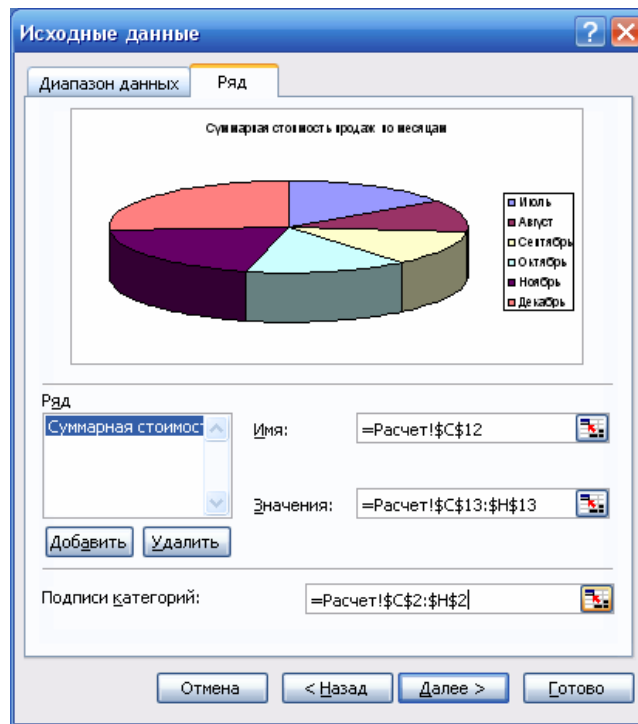 Исходные данные
Диапазон данных
Ряд
Суммарная стоимость продаж по месяцам
Июль
Август
Сентябрь
Октябрь
Ноябрь
Декабрь
Ряд
Суммарная стоимост
Имя:
=Расчет!$C$12
Значения:
=Расчет!$C$13:$H$13
Добавить
Удалить
Подписи категорий:
=Расчет!$C$2:$H$2
Отмена
< Назад
Далее >
Готово